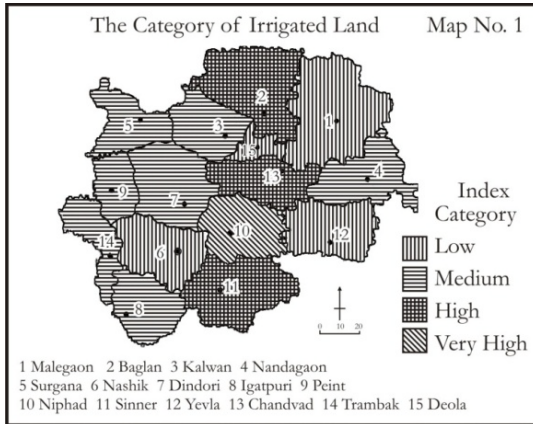 The Category of Irrigated Land Map No. 1
2
1
5
3
15
13
4
9
7
10
12
14
6
11
8
Index
Category
Low
Medium
High
Very High
0 10 20
1 Malegaon 2 Baglan 3 Kalwan 4 Nandagaon
5 Surgana 6 Nashik 7 Dindori 8 Igatpuri 9 Peint
10 Niphad 11 Sinner 12 Yevla 13 Chandvad 14 Trambak 15 Deola